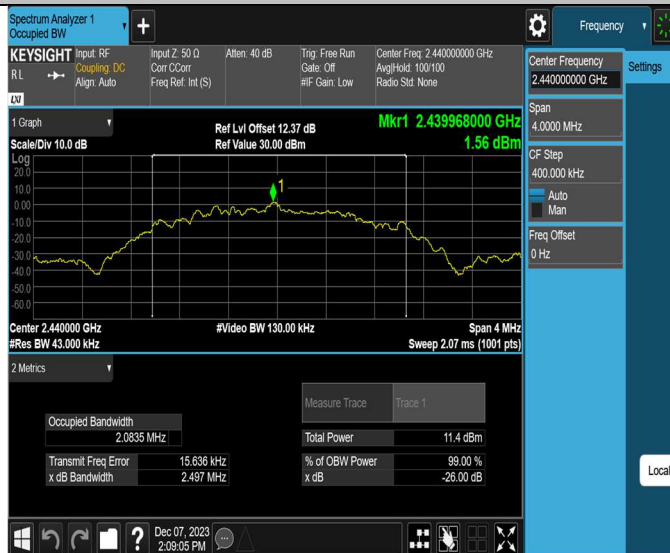 Spectrum Analyzer 1
Occupied BW
+
Frequency
KEYSIGHT
Input: RF
Input Z: 50 Ω
Atten: 40 dB
Trig: Free Run
Center Freq: 2.440000000 GHz
RL
Coupling: DC
Corr CCorr
Gate: Off
Avg|Hold: 100/100
Align: Auto
Freq Ref: Int (S)
#IF Gain: Low
Radio Std: None
LXI
Center Frequency
2.440000000 GHz
Settings
Span
4.0000 MHz
CF Step
400.000 kHz
Auto
Man
Freq Offset
0 Hz
1 Graph
Ref Lvl Offset 12.37 dB
Mkr1 2.439968000 GHz
Scale/Div 10.0 dB
Ref Value 30.00 dBm
1.56 dBm
Log
20.0
10.0
0.00
-10.0
-20.0
-30.0
-40.0
-50.0
-60.0
1
Center 2.440000 GHz
#Video BW 130.00 kHz
Span 4 MHz
#Res BW 43.000 kHz
Sweep 2.07 ms (1001 pts)
2 Metrics
Measure Trace
Trace 1
Occupied Bandwidth
2.0835 MHz
Total Power
11.4 dBm
Transmit Freq Error
15.636 kHz
% of OBW Power
99.00 %
x dB Bandwidth
2.497 MHz
x dB
-26.00 dB
Local
?
Dec 07, 2023
2:09:05 PM